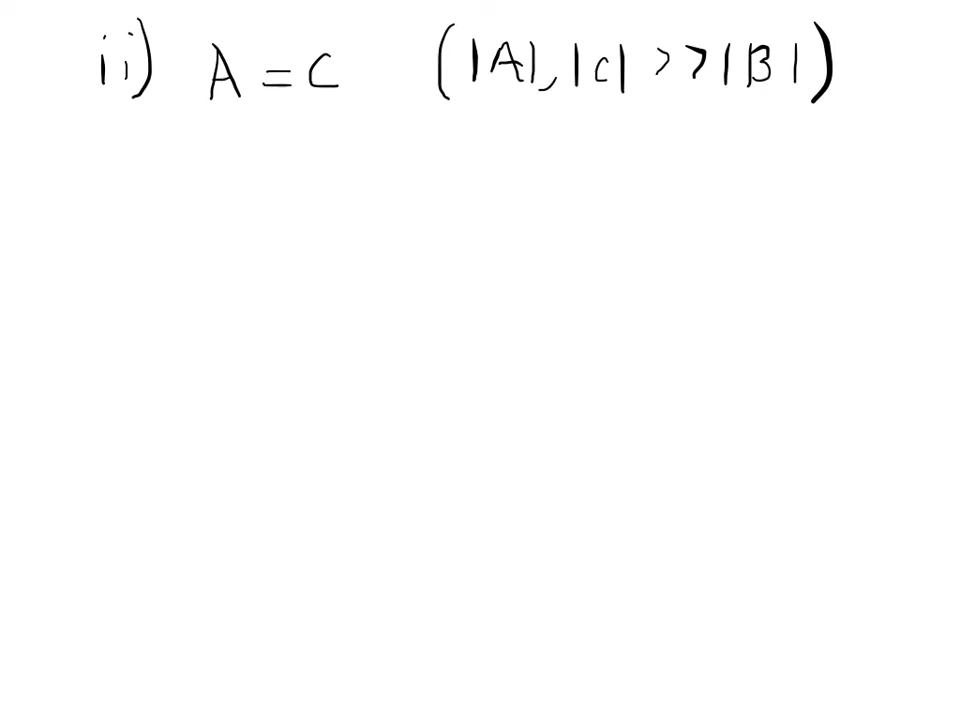 ii) A = C (|A|, |C| >> |B|)